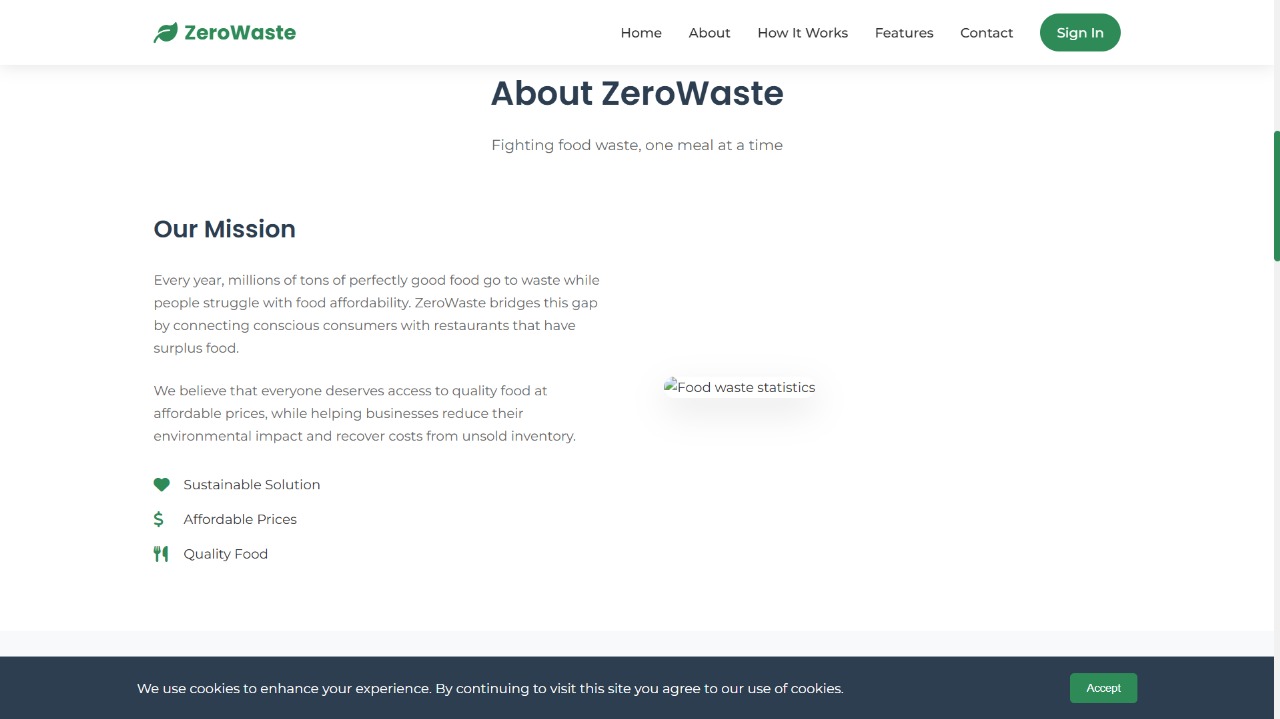 ZeroWaste
Home About How It Works Features Contact Sign In
About ZeroWaste
Fighting food waste, one meal at a time
Our Mission
Every year, millions of tons of perfectly good food go to waste while
people struggle with food affordability. ZeroWaste bridges this gap
by connecting conscious consumers with restaurants that have
surplus food.
We believe that everyone deserves access to quality food at
affordable prices, while helping businesses reduce their
environmental impact and recover costs from unsold inventory.
Sustainable Solution
Affordable Prices
Quality Food
Food waste statistics
We use cookies to enhance your experience. By continuing to visit this site you agree to our use of cookies.
Accept